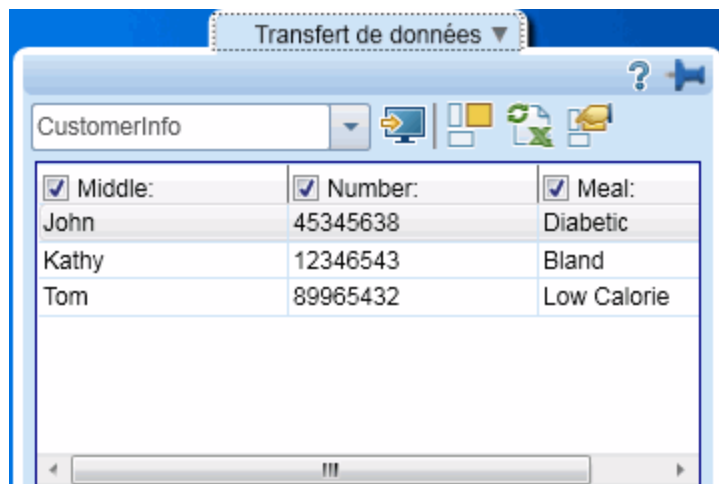 Transfert de données ▼
?
CustomerInfo
Middle: Number: Meal:
John 45345638 Diabetic
Kathy 12346543 Bland
Tom 89965432 Low Calorie